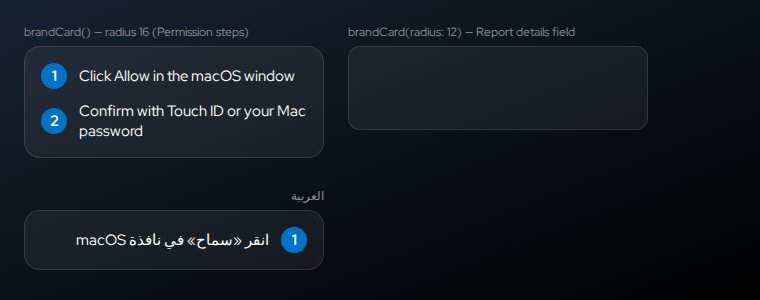 brandCard() — radius 16 (Permission steps)
1 Click Allow in the macOS window
2 Confirm with Touch ID or your Mac
password
brandCard(radius: 12) — Report details field
العربية
1 انقر «سماح» في نافذة macOS